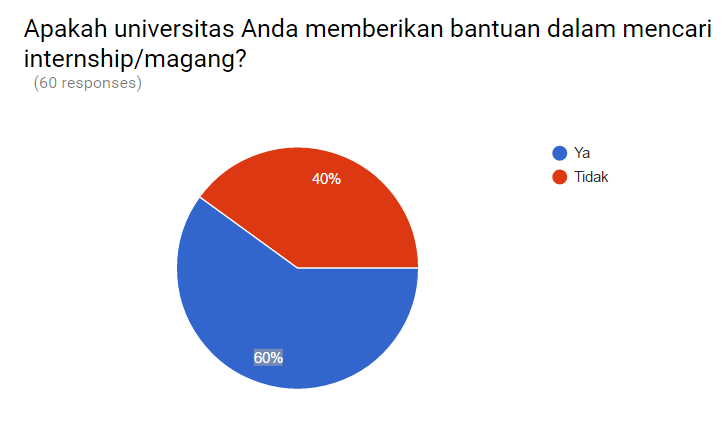 Apakah universitas Anda memberikan bantuan dalam mencari
internship/magang?
(60 responses)
Ya
Tidak
40%
60%